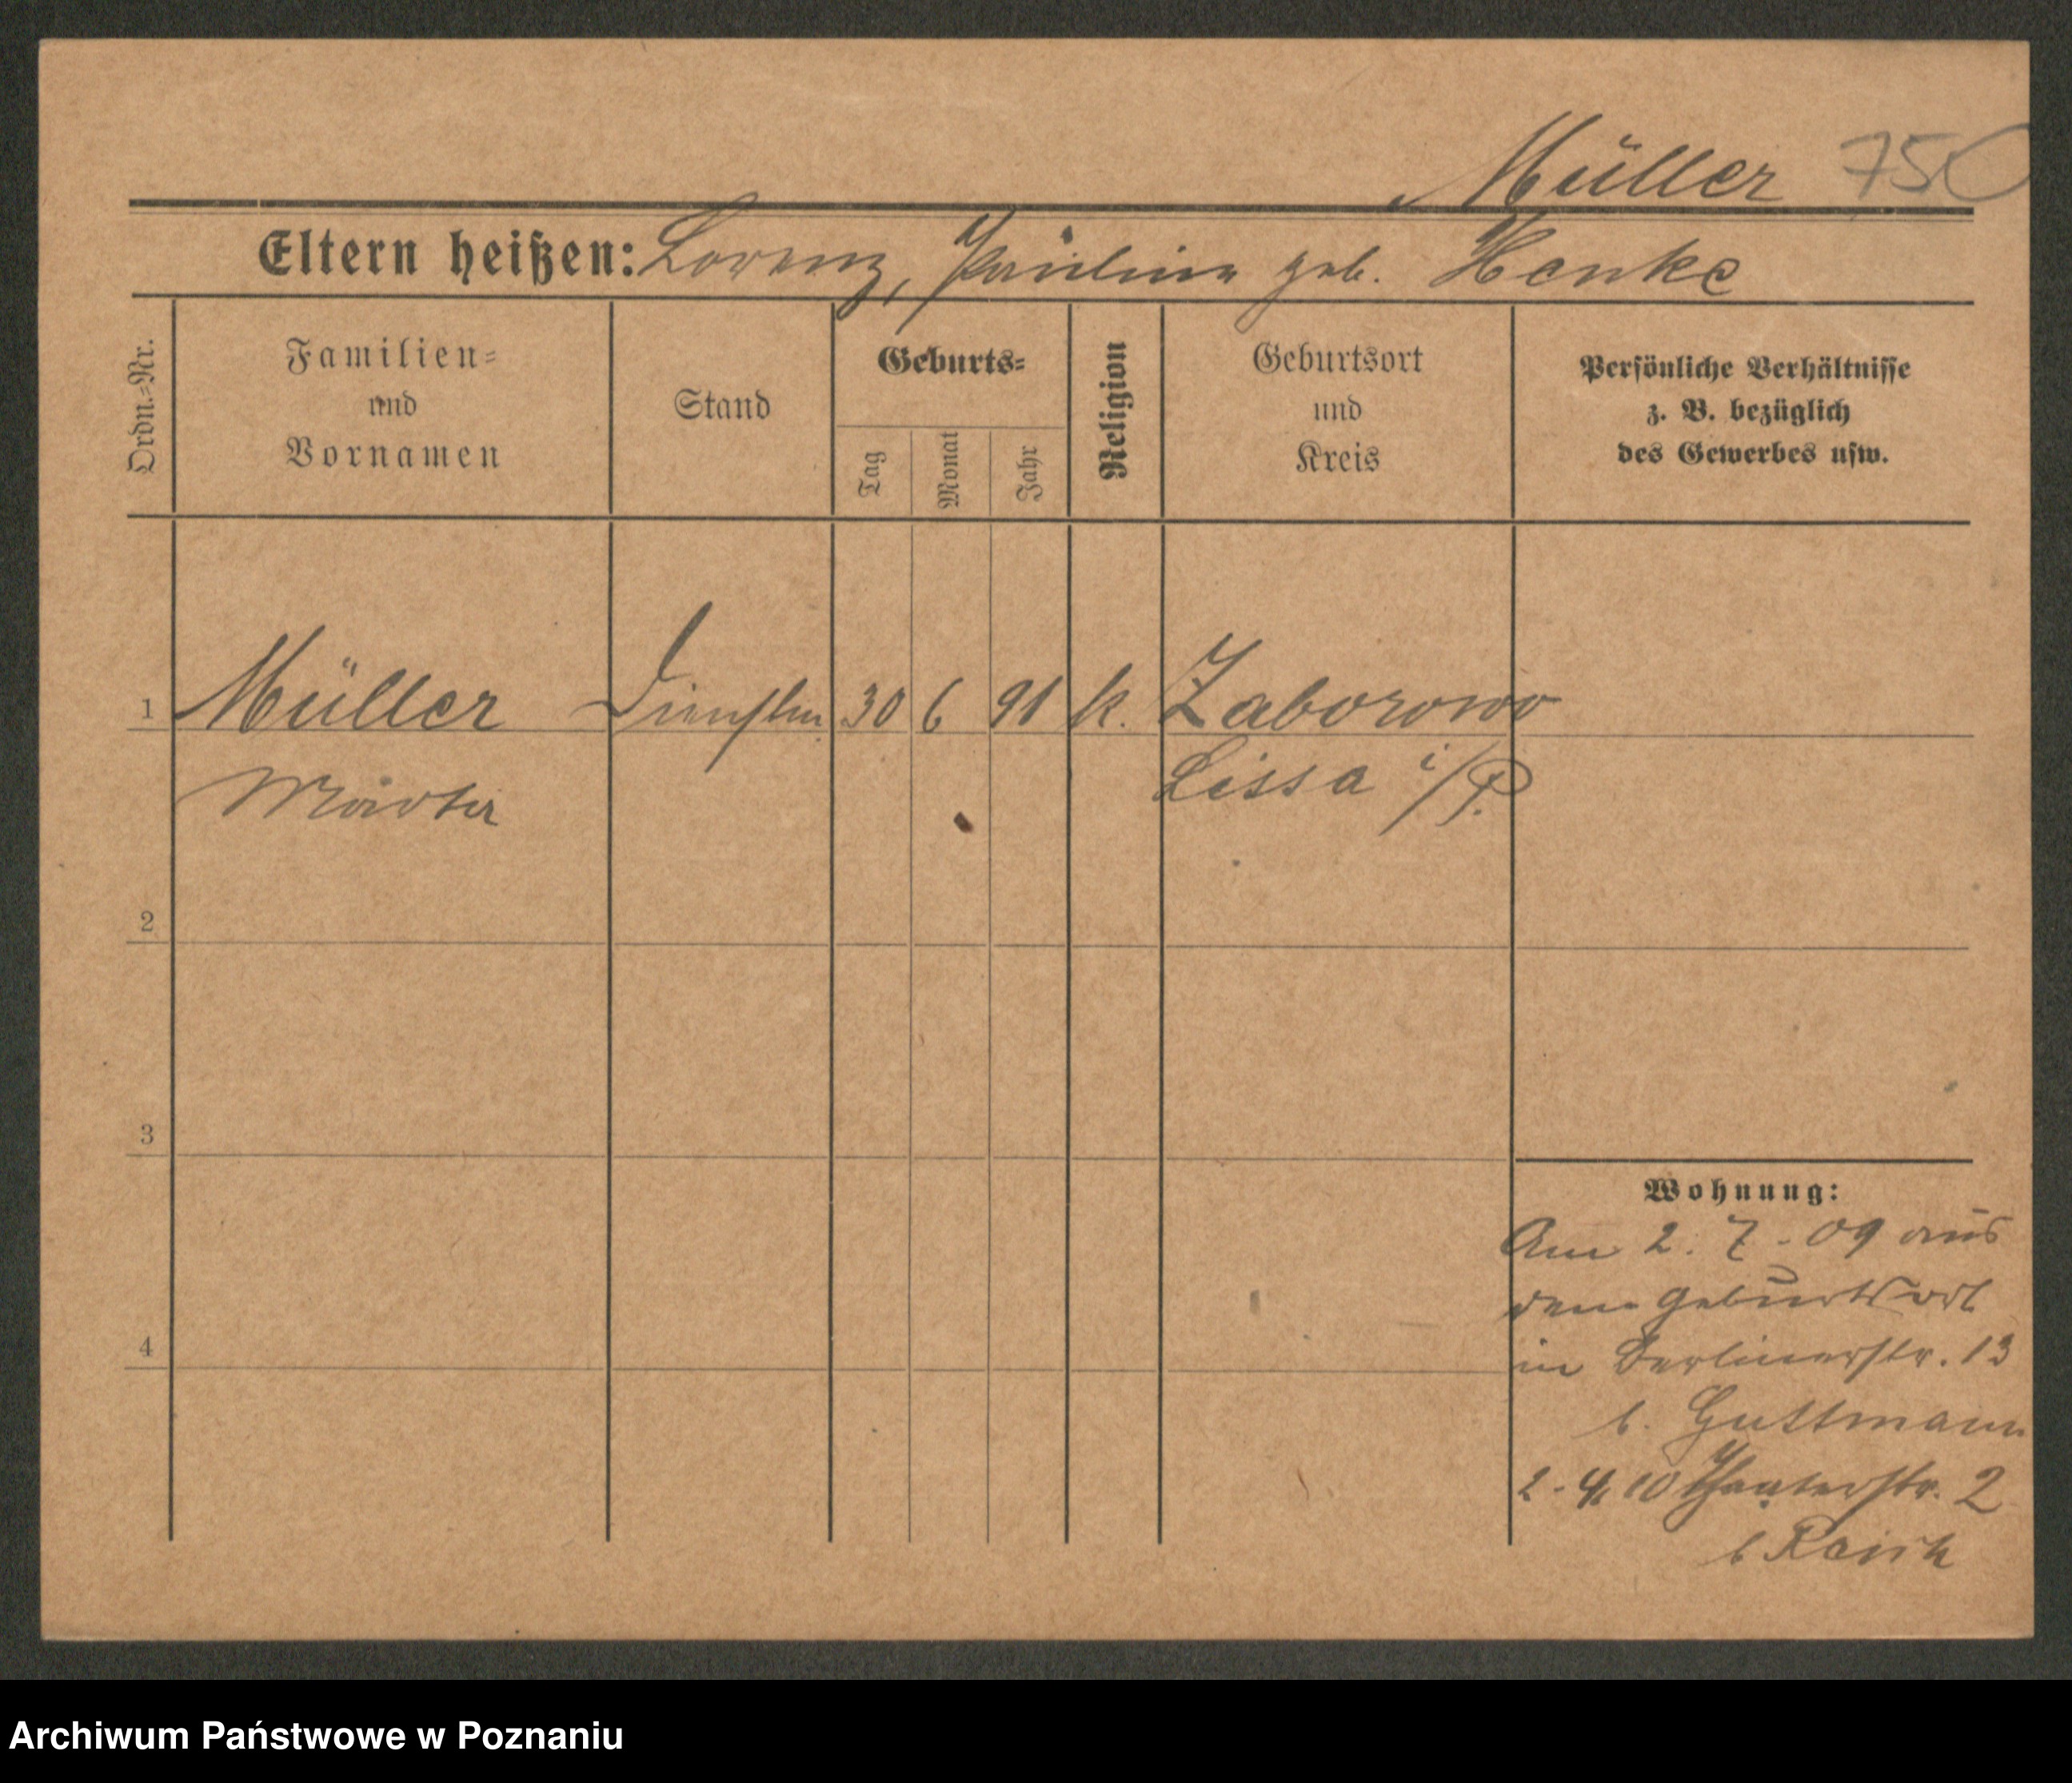 Müller 750
Eltern heißen: Lorenz, Pauline geb. Henke
Ordn.-Nr.
Familien-
und
Vornamen
Stand
Geburts-
Tag
Monat
Jahr
Religion
Geburtsort
und
Kreis
Persönliche Verhältnisse
z. B. bezüglich
des Gewerbes usw.
1 Müller Dienstm 30 6 91 k. Zaborowo
Lissa i/P.
2
3
4
Wohnung:
Am 2. 7. 09 aus
dem Geburtsort
in Berlinerstr. 13
b. Guttmann
2. 4. 10 Theaterstr. 2
b
Archiwum Państwowe w Poznaniu